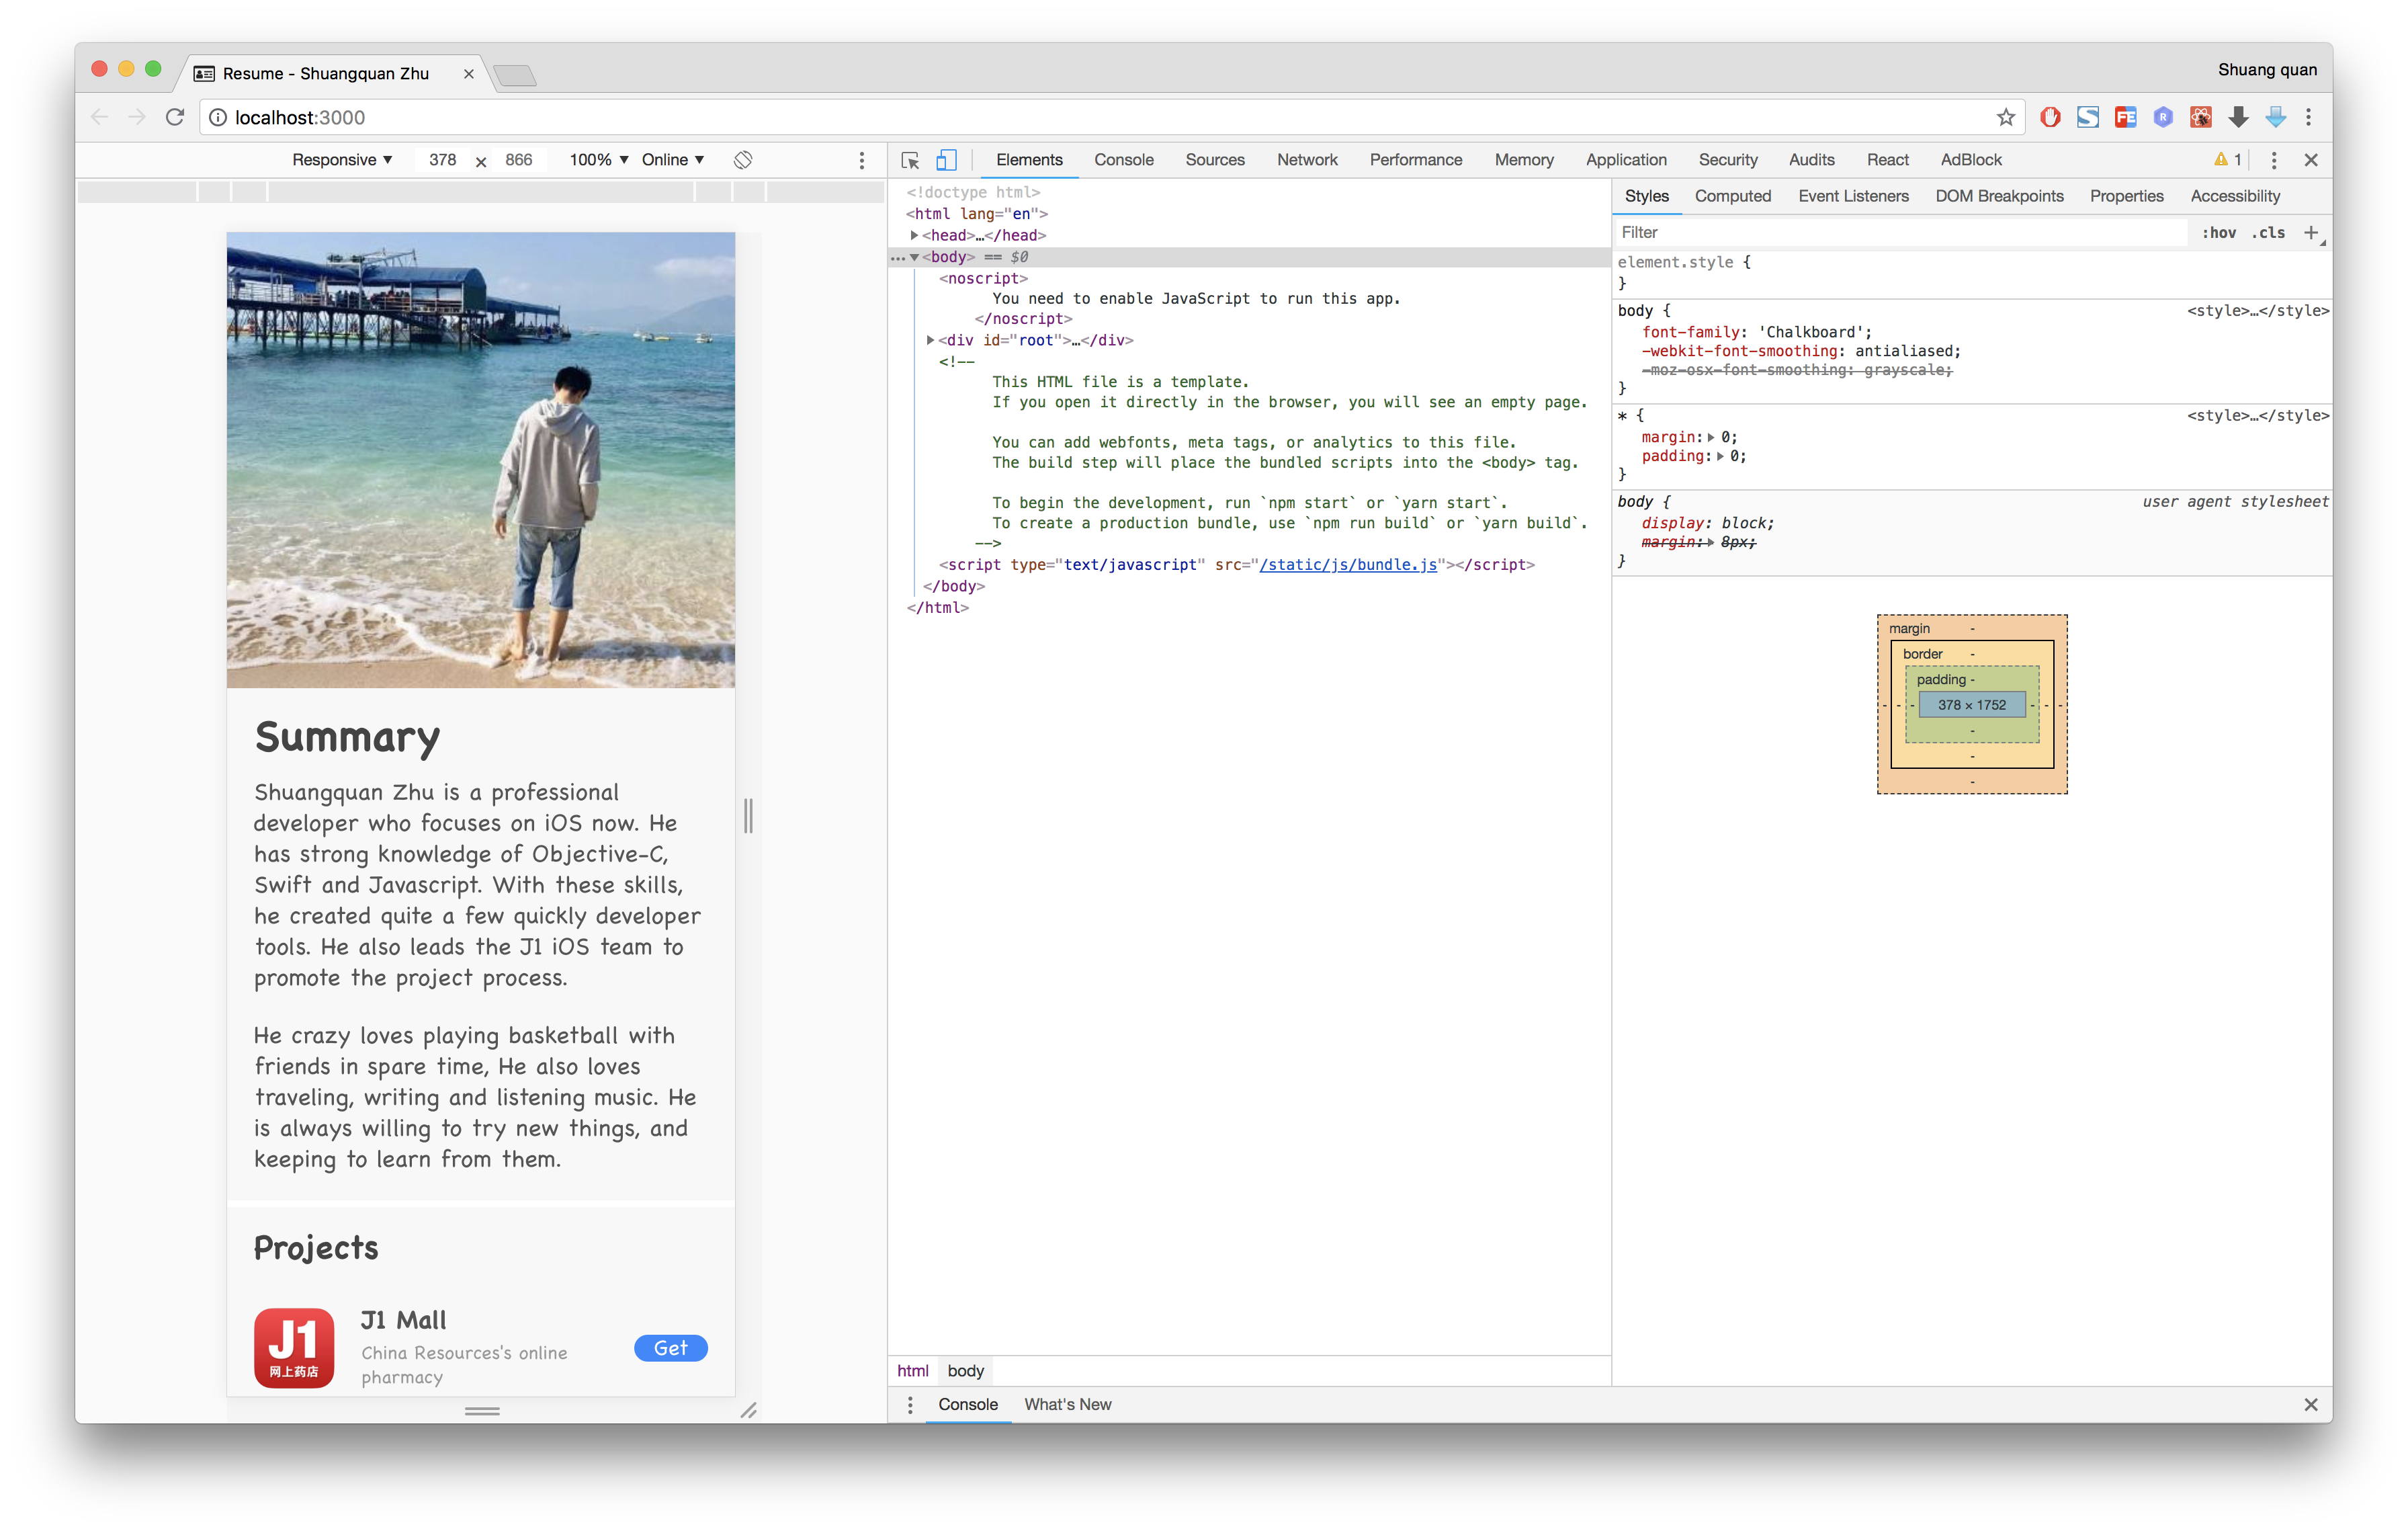 Resume - Shuangquan Zhu
Shuang quan
localhost:3000
FE
R
Responsive ▼ 378 × 866 100% ▼ Online ▼
Elements Console Sources Network Performance Memory Application Security Audits React AdBlock 1
Summary
Shuangquan Zhu is a professional
developer who focuses on iOS now. He
has strong knowledge of Objective-C,
Swift and Javascript. With these skills,
he created quite a few quickly developer
tools. He also leads the J1 iOS team to
promote the project process.
He crazy loves playing basketball with
friends in spare time, He also loves
traveling, writing and listening music. He
is always willing to try new things, and
keeping to learn from them.
Projects
J1
网上药店
J1 Mall
China Resources's online
pharmacy
Get
<!doctype html>
<html lang="en">
▶<head>…</head>
…▼<body> == $0
<noscript>
You need to enable JavaScript to run this app.
</noscript>
▶<div id="root">…</div>
<!--
This HTML file is a template.
If you open it directly in the browser, you will see an empty page.
You can add webfonts, meta tags, or analytics to this file.
The build step will place the bundled scripts into the <body> tag.
To begin the development, run `npm start` or `yarn start`.
To create a production bundle, use `npm run build` or `yarn build`.
-->
<script type="text/javascript" src="/static/js/bundle.js"></script>
</body>
</html>
html body
Console What's New
Styles Computed Event Listeners DOM Breakpoints Properties Accessibility
Filter :hov .cls +
element.style {
}
body { <style>…</style>
font-family: 'Chalkboard';
-webkit-font-smoothing: antialiased;
-moz-osx-font-smoothing: grayscale;
}
* { <style>…</style>
margin:▶ 0;
padding:▶ 0;
}
body { user agent stylesheet
display: block;
margin:▶ 8px;
}
margin -
border -
padding -
- - - 378 × 1752 - - -
-
-
-